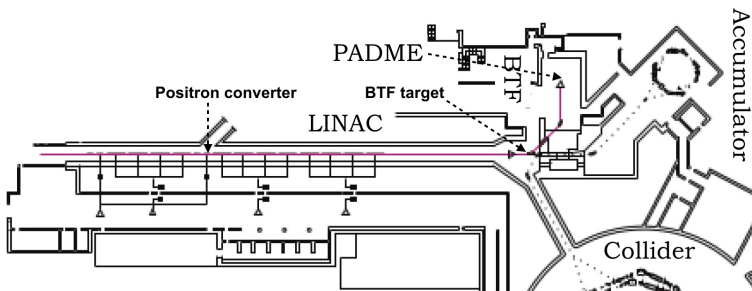 PADME
BTF
Accumulator
Positron converter
BTF target
LINAC
Collider